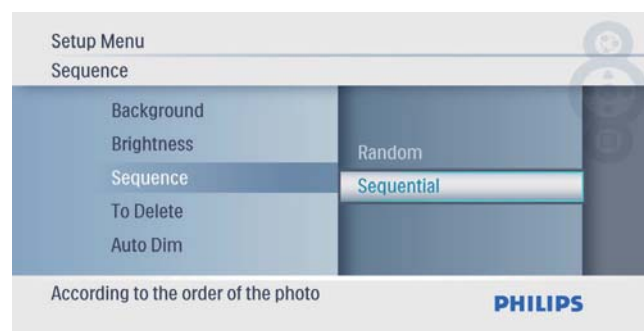 Setup Menu
Sequence
Background
Brightness
Sequence
To Delete
Auto Dim
Random
Sequential
According to the order of the photo
PHILIPS